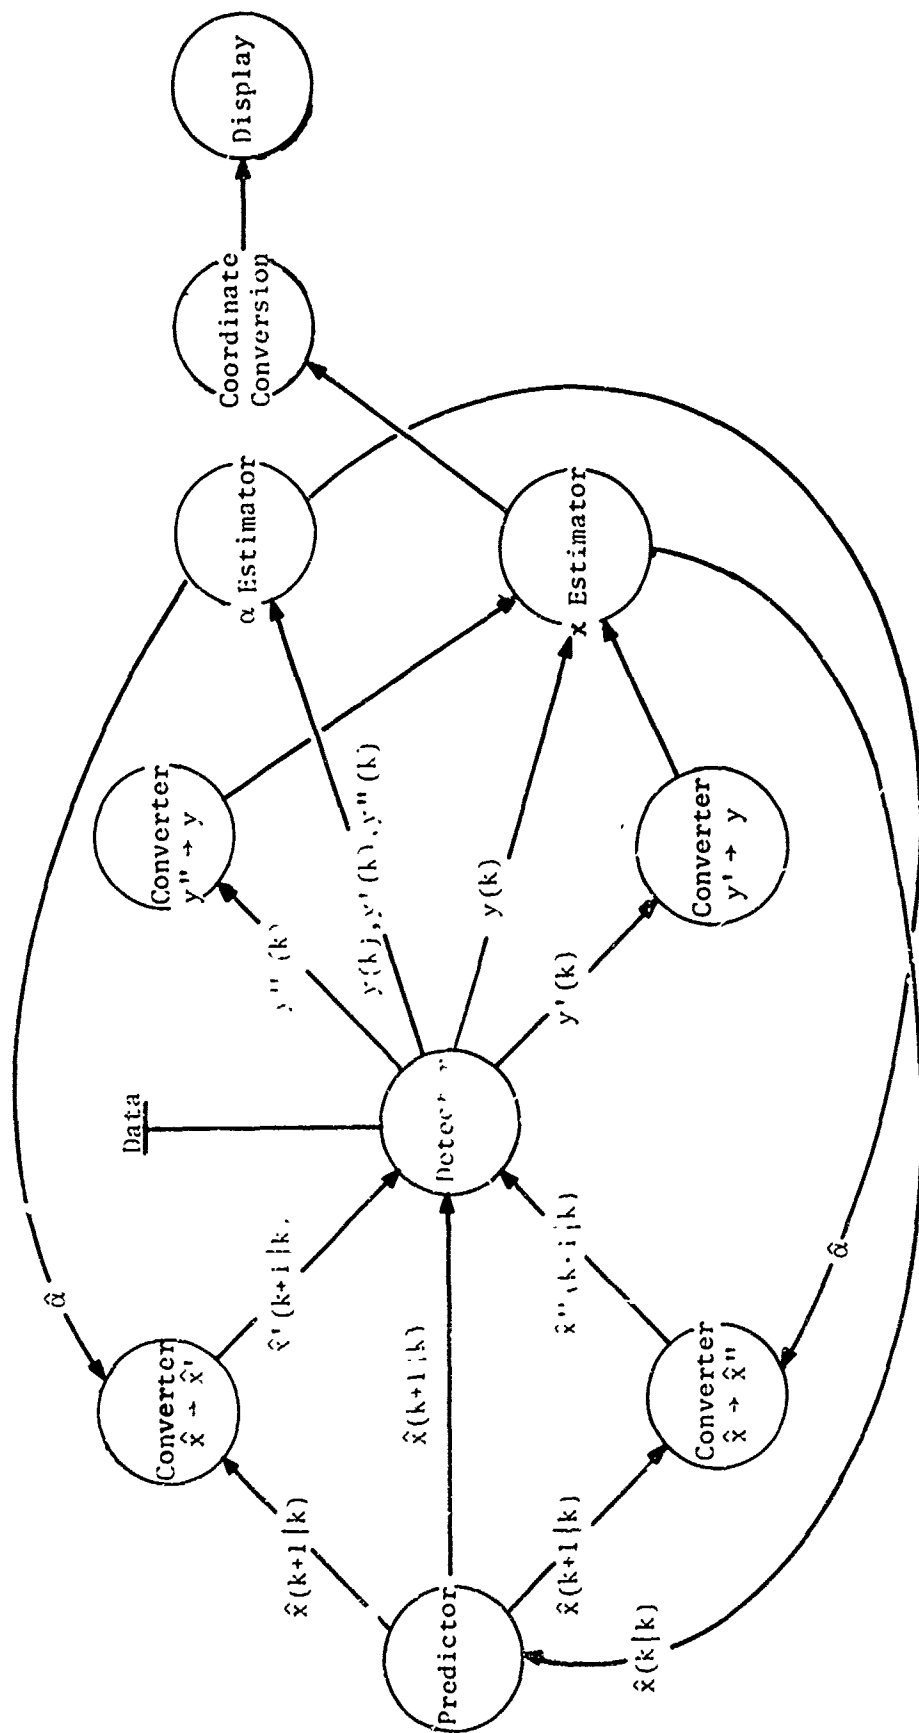 Display
Coordinate
Conversion
α Estimator
x Estimator
Converter
y" → y
Converter
y' → y
y"(k)
y(k),y'(k),y"(k)
y(k)
y'(k)
Data
α̂
Converter
x̂ → x̂'
x̂(k+1|k)
x̂(k+1|k)
Converter
x̂ → x̂"
α̂
x̂(k+1|k)
Predictor
x̂(k|k)